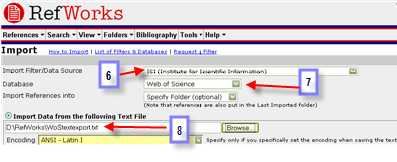 RefWorks
References Search View Folders Bibliography Tools Help
Import How to Import | List of Filters & Databases | Request a Filter
6
7
Import Filter/Data Source ISI (Institute for Scientific Information)
Database Web of Science
Import References into Specify Folder (optional)
(Note that references are also put in the Last Imported folder)
Import Data from the following Text File
D:\RefWorks\WoStextexport.txt Browse...
8
Encoding ANSI - Latin I Specify only if you specifically set the encoding when saving the text